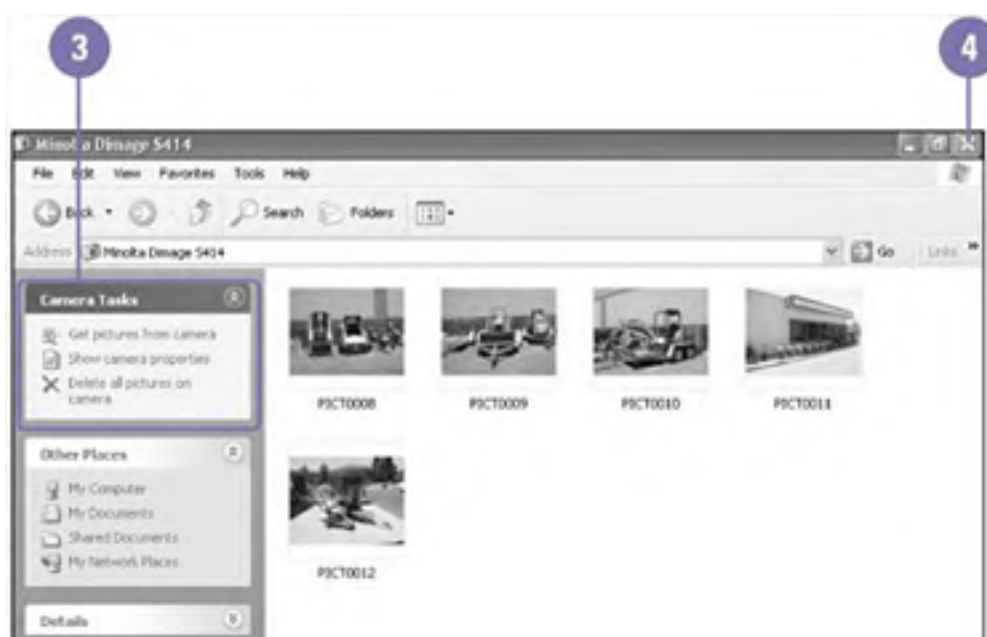 3
4
Minolta Dimage S414
File Edit View Favorites Tools Help
Back Search Folders
Address Minolta Dimage S414 Go Links »
Camera Tasks
Get pictures from camera
Show camera properties
Delete all pictures on
camera
PICT0008 PICT0009 PICT0010 PICT0011
Other Places
My Computer
My Documents
Shared Documents
My Network Places
PICT0012
Details